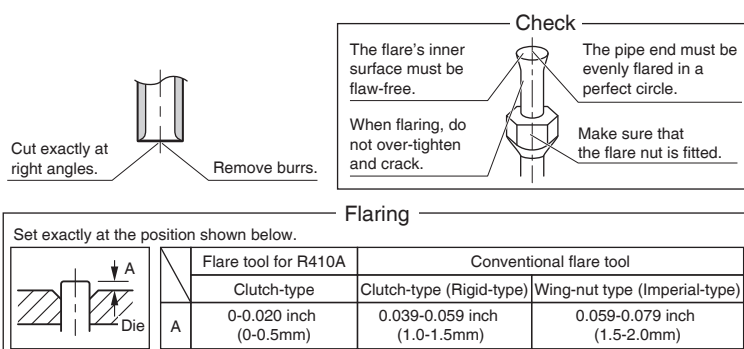 Cut exactly at
right angles.
Remove burrs.
Check
The flare's inner
surface must be
flaw-free.
The pipe end must be
evenly flared in a
perfect circle.
When flaring, do
not over-tighten
and crack.
Make sure that
the flare nut is fitted.
Flaring
Set exactly at the position shown below.
A
Die
Flare tool for R410A
Conventional flare tool
Clutch-type
Clutch-type (Rigid-type)
Wing-nut type (Imperial-type)
A
0-0.020 inch
(0-0.5mm)
0.039-0.059 inch
(1.0-1.5mm)
0.059-0.079 inch
(1.5-2.0mm)